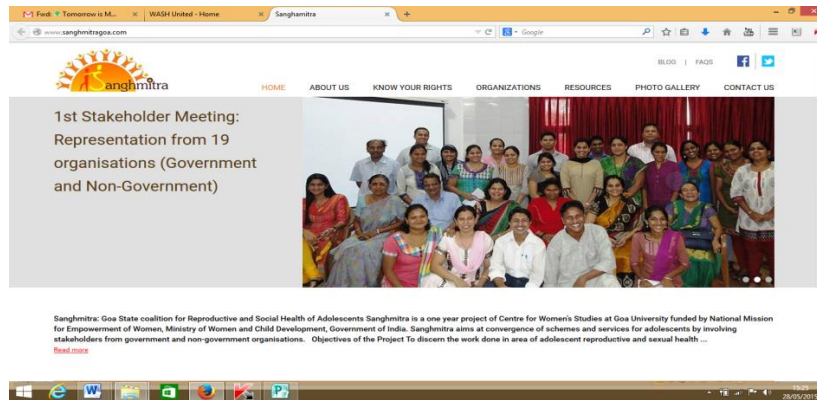 Fwd: Tomorrow is M...
WASH United - Home
Sanghamitra
www.sanghmitragoa.com
Google
BLOG | FAQS
Sanghmitra
HOME ABOUT US KNOW YOUR RIGHTS ORGANIZATIONS RESOURCES PHOTO GALLERY CONTACT US
1st Stakeholder Meeting:
Representation from 19
organisations (Government
and Non-Government)
Sanghmitra: Goa State coalition for Reproductive and Social Health of Adolescents Sanghmitra is a one year project of Centre for Women's Studies at Goa University funded by National Mission
for Empowerment of Women, Ministry of Women and Child Development, Government of India. Sanghmitra aims at convergence of schemes and services for adolescents by involving
stakeholders from government and non-government organisations. Objectives of the Project To discern the work done in area of adolescent reproductive and sexual health ...
Read more
15:25
28/05/2015